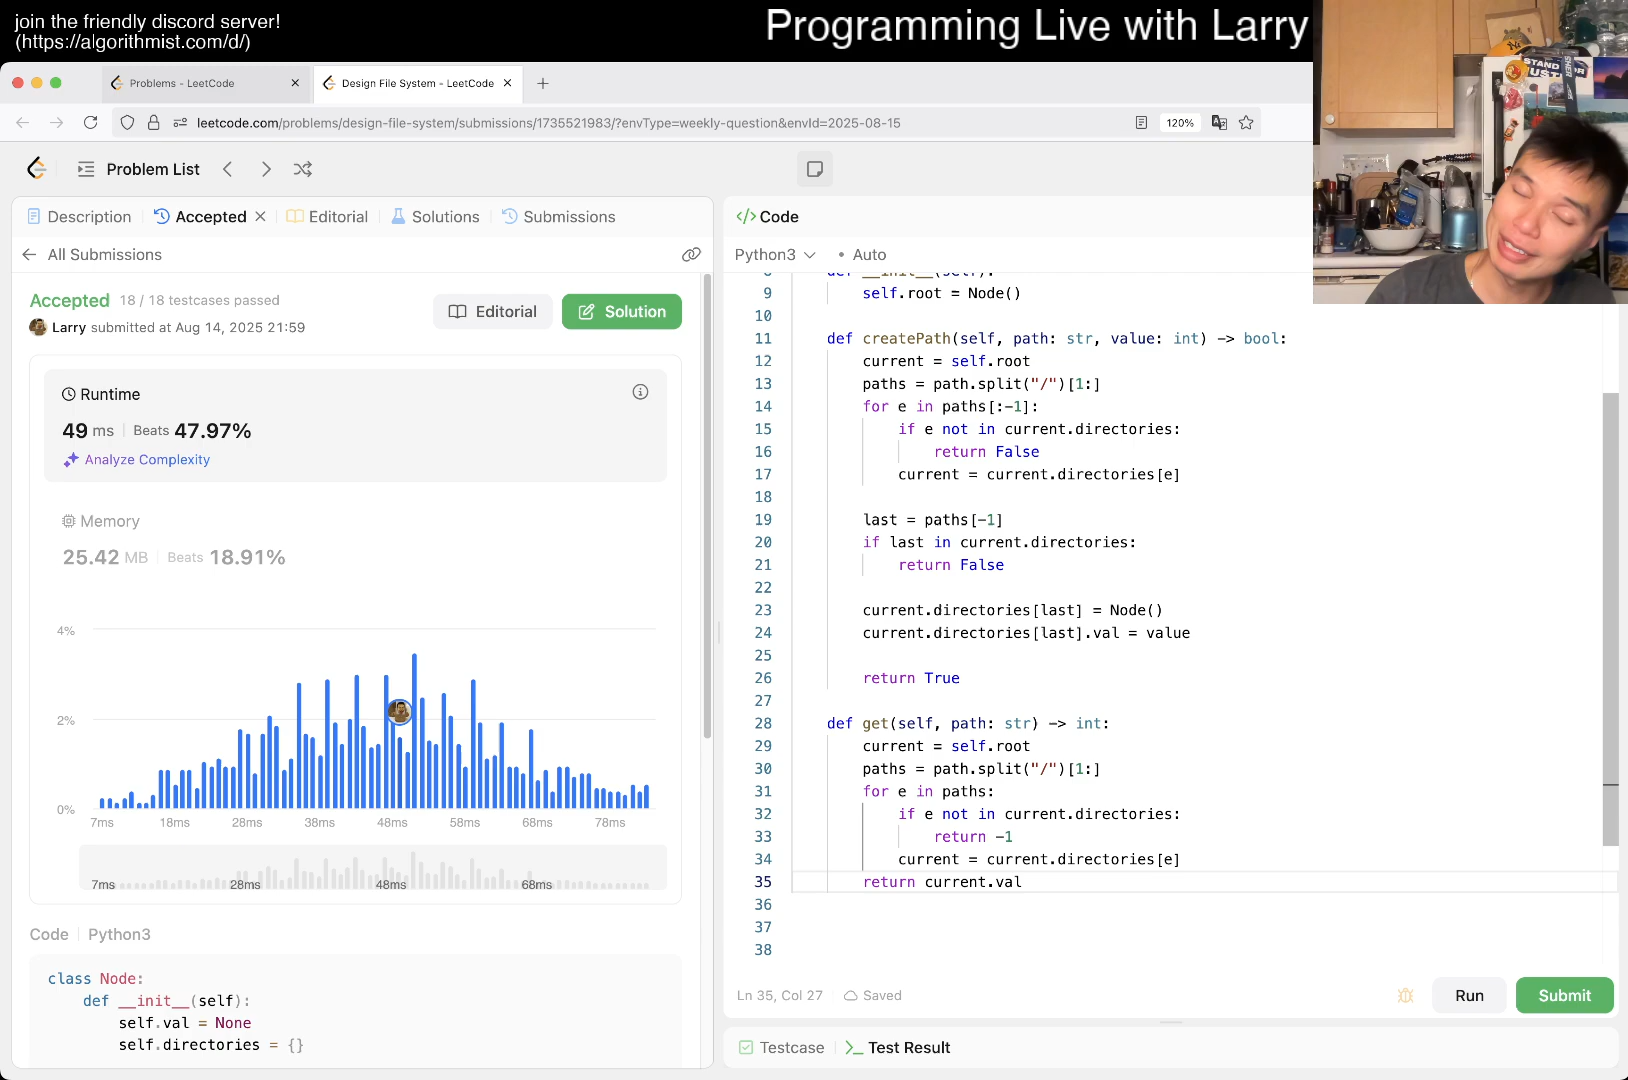 join the friendly discord server!
(https://algorithmist.com/d/)
Programming Live with Larry
Problems - LeetCode
Design File System - LeetCode
leetcode.com/problems/design-file-system/submissions/1735521983/?envType=weekly-question&envId=2025-08-15
120%
Problem List
Description
Accepted
Editorial
Solutions
Submissions
All Submissions
Accepted 18 / 18 testcases passed
Larry submitted at Aug 14, 2025 21:59
Editorial
Solution
Runtime
49 ms Beats 47.97%
Analyze Complexity
Memory
25.42 MB Beats 18.91%
4%
2%
0%
7ms 18ms 28ms 38ms 48ms 58ms 68ms 78ms
7ms 28ms 48ms 68ms
Code Python3
class Node:
def __init__(self):
self.val = None
self.directories = {}
</> Code
Python3 • Auto
8 def __init__(self):
9 self.root = Node()
10
11 def createPath(self, path: str, value: int) -> bool:
12 current = self.root
13 paths = path.split("/")[1:]
14 for e in paths[:-1]:
15 if e not in current.directories:
16 return False
17 current = current.directories[e]
18
19 last = paths[-1]
20 if last in current.directories:
21 return False
22
23 current.directories[last] = Node()
24 current.directories[last].val = value
25
26 return True
27
28 def get(self, path: str) -> int:
29 current = self.root
30 paths = path.split("/")[1:]
31 for e in paths:
32 if e not in current.directories:
33 return -1
34 current = current.directories[e]
35 return current.val
36
37
38
Ln 35, Col 27 Saved
Run
Submit
Testcase
>_ Test Result